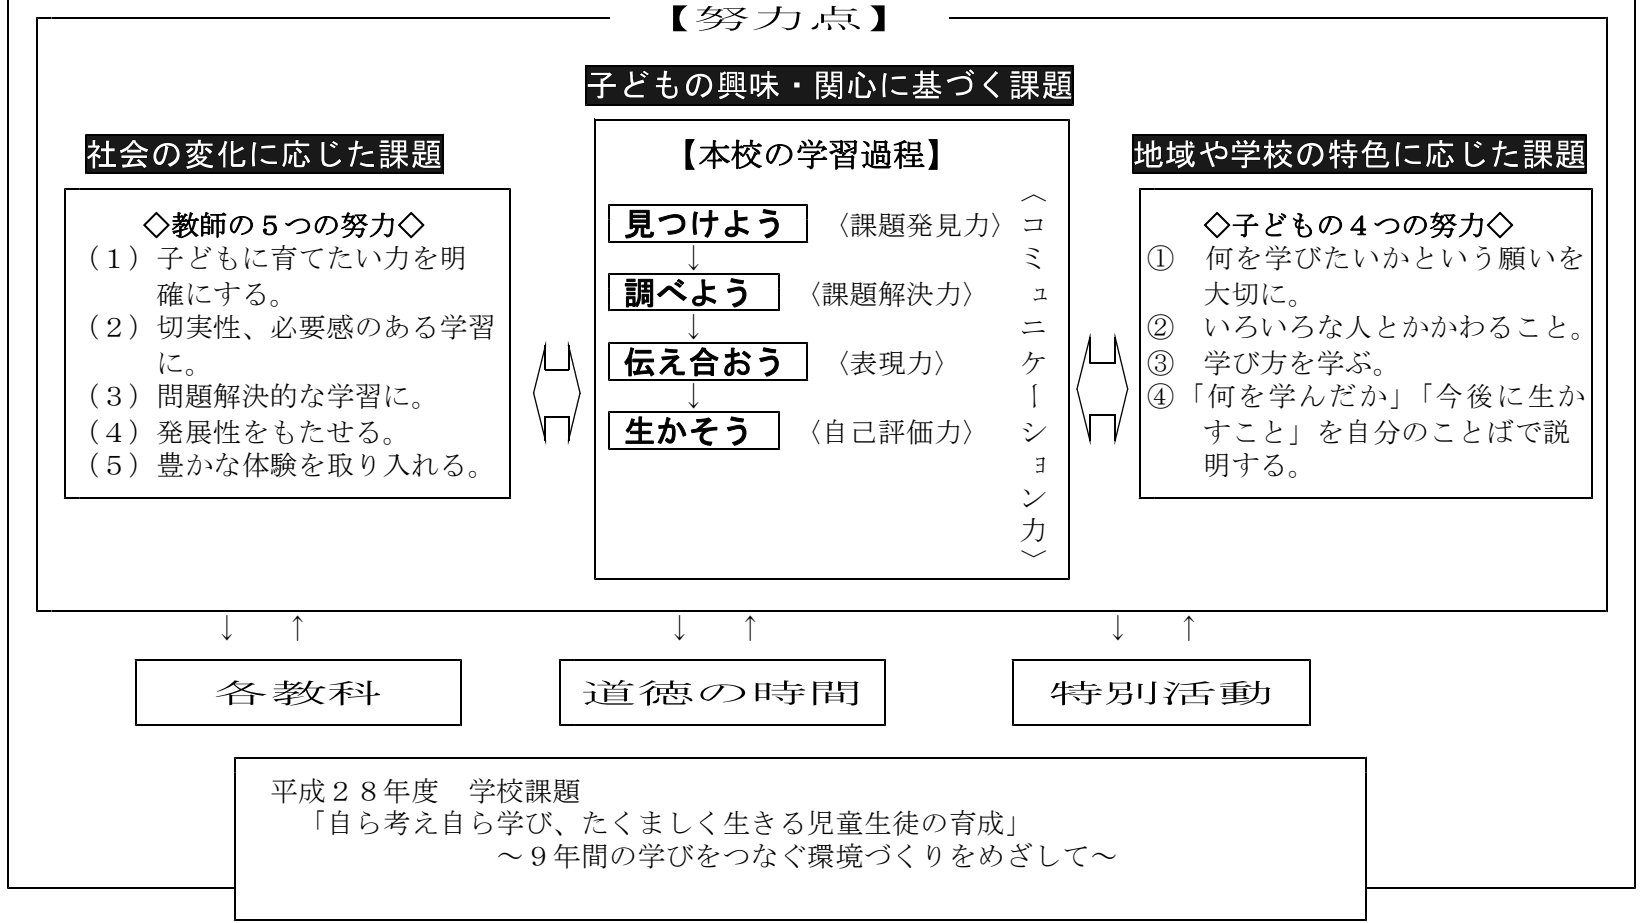 【努力点】
子どもの興味・関心に基づく課題
社会の変化に応じた課題
◇教師の５つの努力◇
（１）子どもに育てたい力を明
確にする。
（２）切実性、必要感のある学習
に。
（３）問題解決的な学習に。
（４）発展性をもたせる。
（５）豊かな体験を取り入れる。
【本校の学習過程】
見つけよう　〈課題発見力〉
↓
調べよう　〈課題解決力〉
↓
伝え合おう　〈表現力〉
↓
生かそう　〈自己評価力〉
〈コミュニケーション力〉
地域や学校の特色に応じた課題
◇子どもの４つの努力◇
①　何を学びたいかという願いを
大切に。
②　いろいろな人とかかわること。
③　学び方を学ぶ。
④「何を学んだか」「今後に生か
すこと」を自分のことばで説
明する。
↓　↑　↓　↑　↓　↑
各教科
道徳の時間
特別活動
平成２８年度　学校課題
「自ら考え自ら学び、たくましく生きる児童生徒の育成」
～９年間の学びをつなぐ環境づくりをめざして～